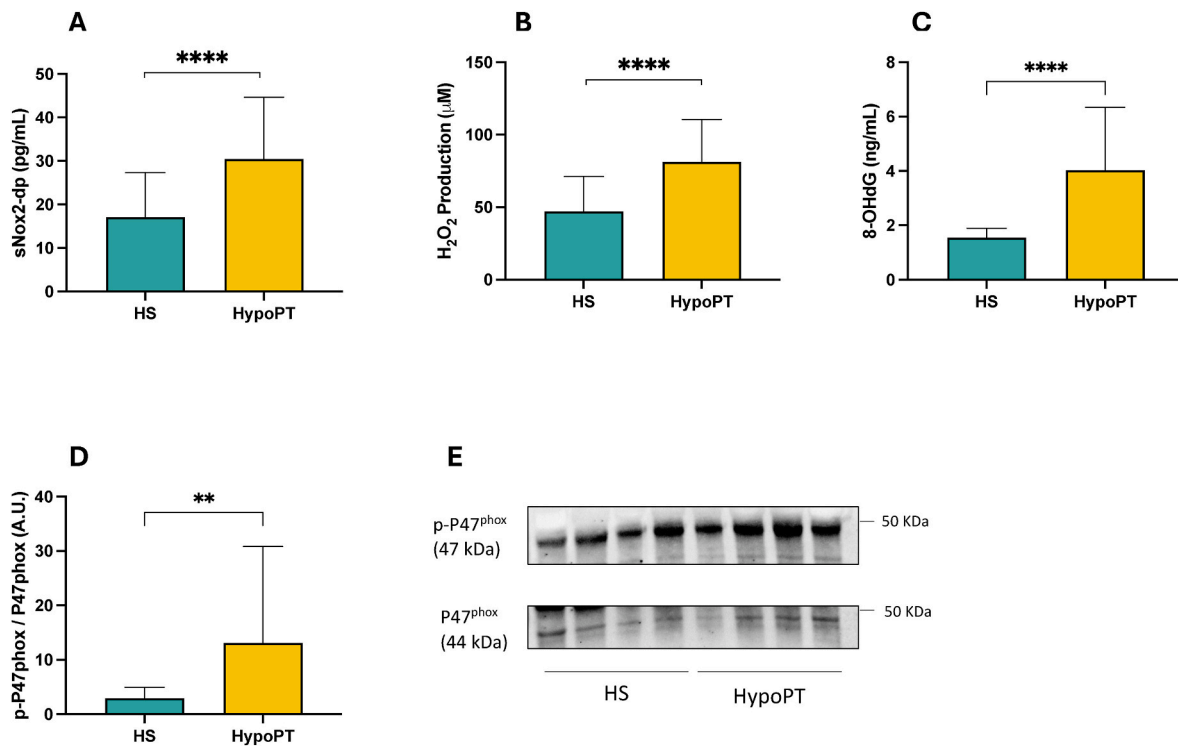 A
****
sNox2-dp (pg/mL)
50
40
30
20
10
0
HS HypoPT
B
****
H₂O₂ Production (μM)
150
100
50
0
HS HypoPT
C
****
8-OHdG (ng/mL)
8
6
4
2
0
HS HypoPT
D
**
p-P47phox / P47phox (A.U.)
40
30
20
10
0
HS HypoPT
E
p-P47phox
(47 kDa)
50 KDa
P47phox
(44 kDa)
50 KDa
HS HypoPT